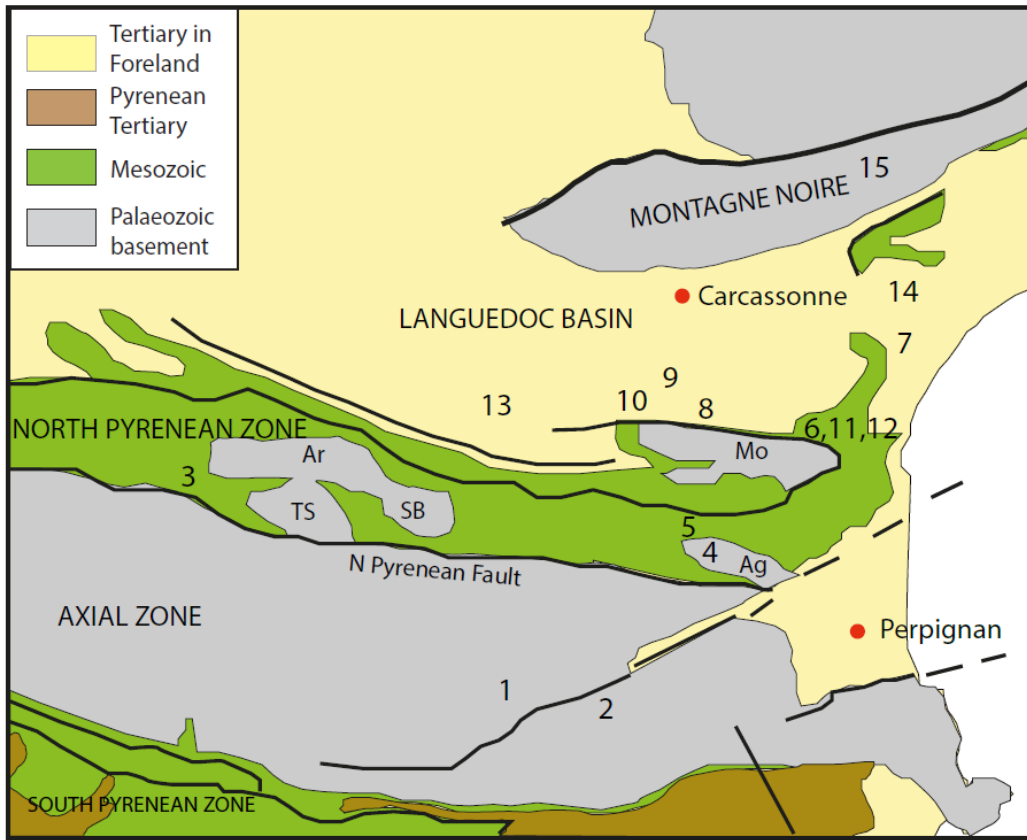 Tertiary in
Foreland
Pyrenean
Tertiary
Mesozoic
Palaeozoic
basement
MONTAGNE NOIRE
15
14
Carcassonne
LANGUEDOC BASIN
7
9
13
10
8
6,11,12
NORTH PYRENEAN ZONE
Ar
Mo
3
TS
SB
5
4
Ag
N Pyrenean Fault
AXIAL ZONE
Perpignan
1
2
SOUTH PYRENEAN ZONE